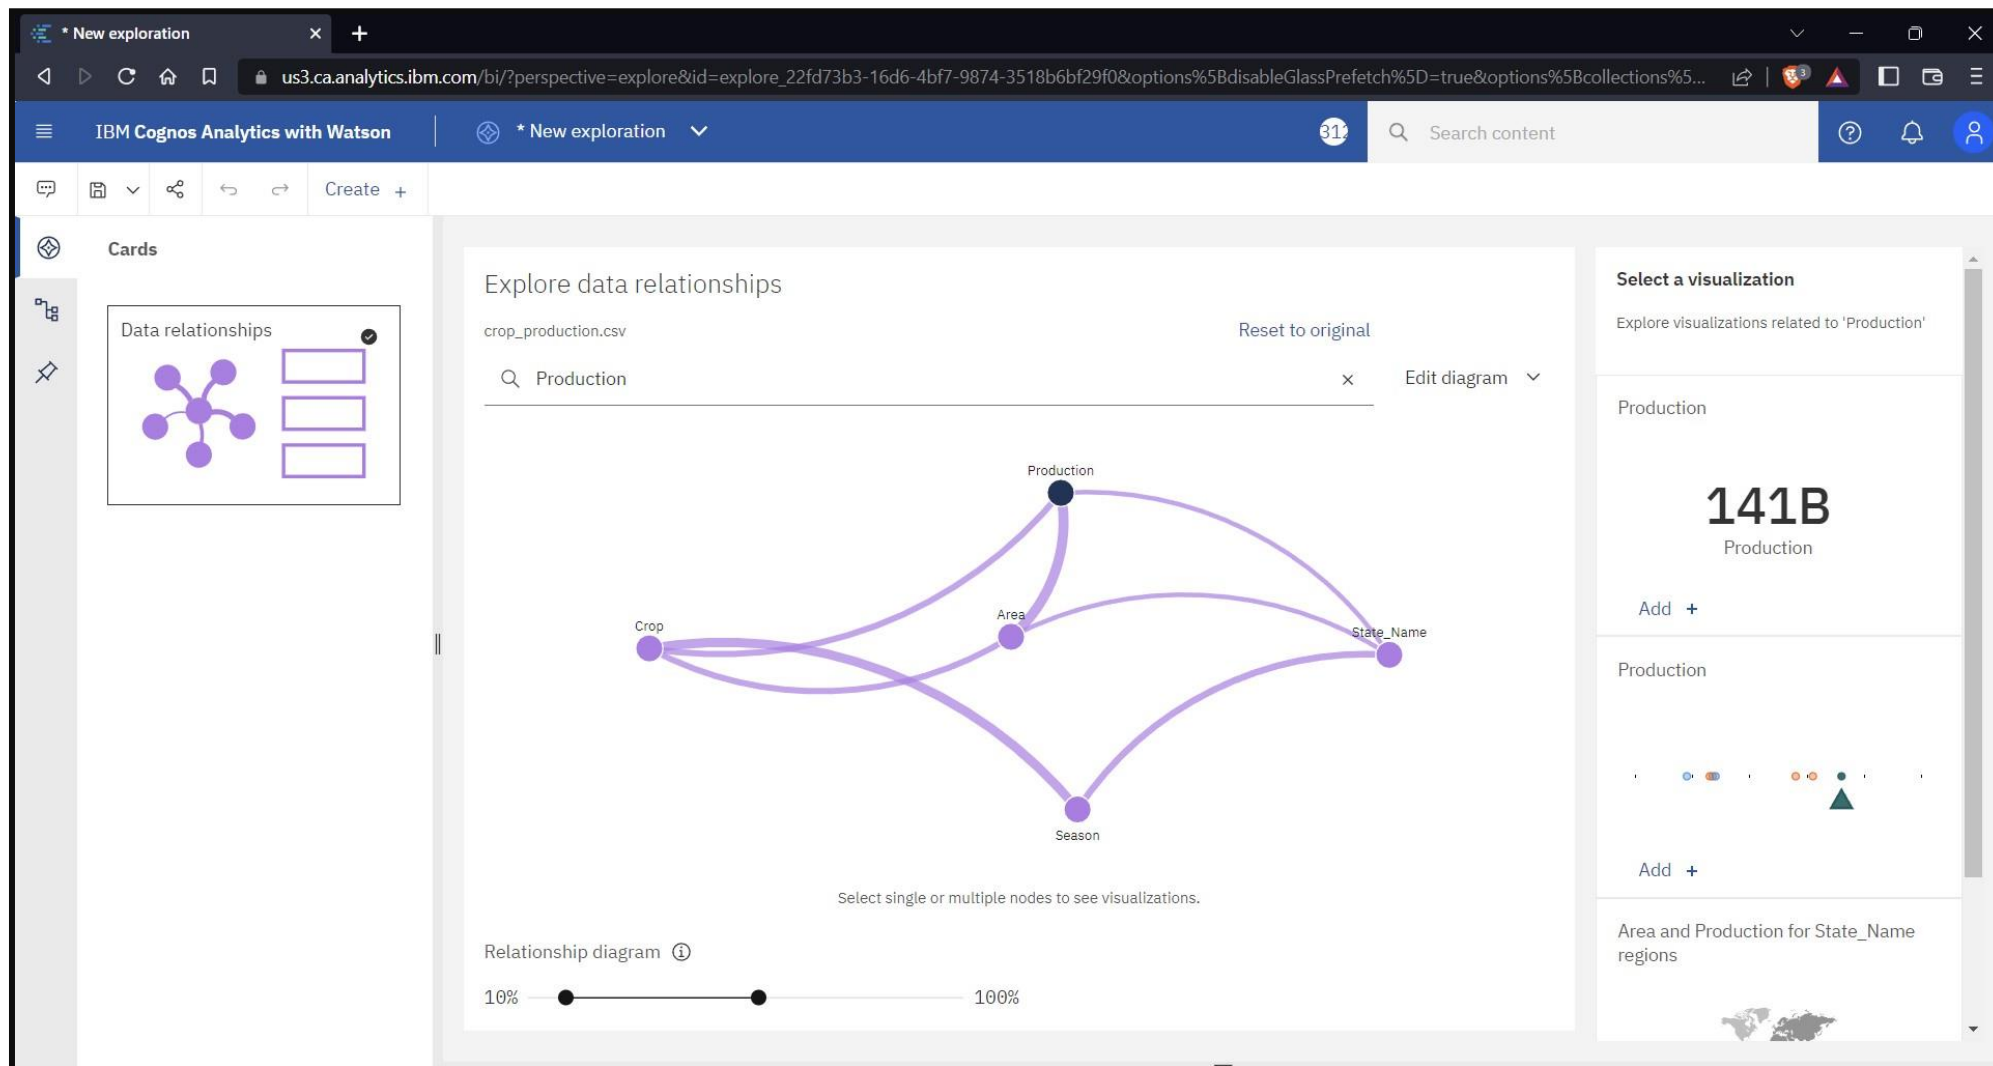 * New exploration
us3.ca.analytics.ibm.com/bi/?perspective=explore&id=explore_22fd73b3-16d6-4bf7-9874-3518b6bf29f0&options%5BdisableGlassPrefetch%5D=true&options%5Bcollections%5...
3
IBM Cognos Analytics with Watson
* New exploration
312
Search content
Create +
Cards
Data relationships
Explore data relationships
crop_production.csv
Reset to original
Production
Edit diagram
Production
Crop
Area
State_Name
Season
Select single or multiple nodes to see visualizations.
Relationship diagram
10%
100%
Select a visualization
Explore visualizations related to 'Production'
Production
141B
Production
Add +
Production
Add +
Area and Production for State_Name
regions